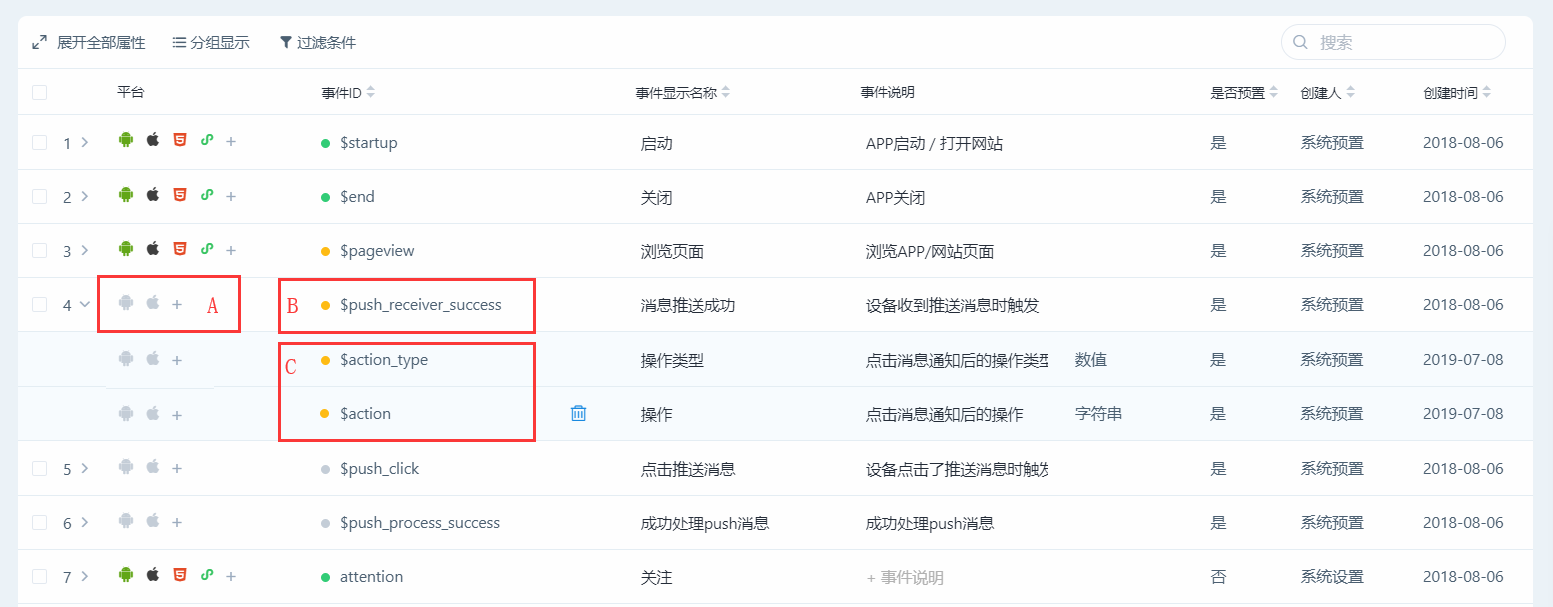 展开全部属性 分组显示 过滤条件 搜索
平台 事件ID 事件显示名称 事件说明 是否预置 创建人 创建时间
1 + $startup 启动 APP启动 / 打开网站 是 系统预置 2018-08-06
2 + $end 关闭 APP关闭 是 系统预置 2018-08-06
3 + $pageview 浏览页面 浏览APP/网站页面 是 系统预置 2018-08-06
4 + A B $push_receiver_success 消息推送成功 设备收到推送消息时触发 是 系统预置 2018-08-06
+ C $action_type 操作类型 点击消息通知后的操作类型 数值 是 系统预置 2019-07-08
+ $action 操作 点击消息通知后的操作 字符串 是 系统预置 2019-07-08
5 + $push_click 点击推送消息 设备点击了推送消息时触发 是 系统预置 2018-08-06
6 + $push_process_success 成功处理push消息 成功处理push消息 是 系统预置 2018-08-06
7 + attention 关注 + 事件说明 否 系统设置 2018-08-06